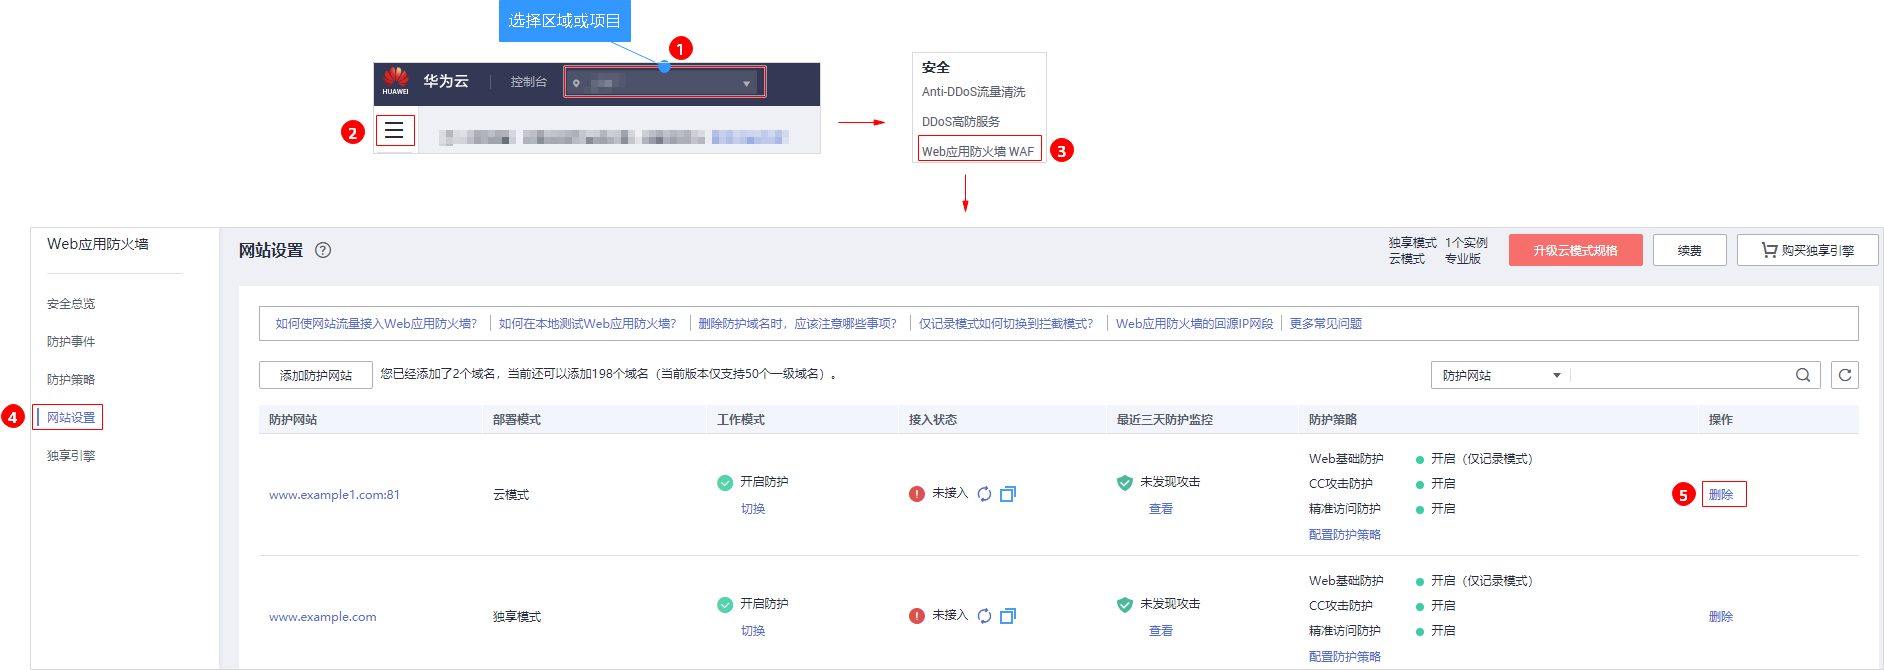 选择区域或项目
1
HUAWEI
华为云
控制台
2
安全
Anti-DDoS流量清洗
DDoS高防服务
Web应用防火墙 WAF
3
Web应用防火墙
安全总览
防护事件
防护策略
4
网站设置
独享引擎
网站设置 ?
独享模式 1个实例
云模式 专业版
升级云模式规格
续费
购买独享引擎
如何使网站流量接入Web应用防火墙？ 如何在本地测试Web应用防火墙？ 删除防护域名时，应该注意哪些事项？ 仅记录模式如何切换到拦截模式？ Web应用防火墙的回源IP网段 更多常见问题
添加防护网站 您已经添加了2个域名，当前还可以添加198个域名（当前版本仅支持50个一级域名）。
防护网站
防护网站 部署模式 工作模式 接入状态 最近三天防护监控 防护策略 操作
www.example1.com:81
云模式
开启防护
切换
未接入
未发现攻击
查看
Web基础防护 开启（仅记录模式）
CC攻击防护 开启
精准访问防护 开启
配置防护策略
5
删除
www.example.com
独享模式
开启防护
切换
未接入
未发现攻击
查看
Web基础防护 开启（仅记录模式）
CC攻击防护 开启
精准访问防护 开启
配置防护策略
删除